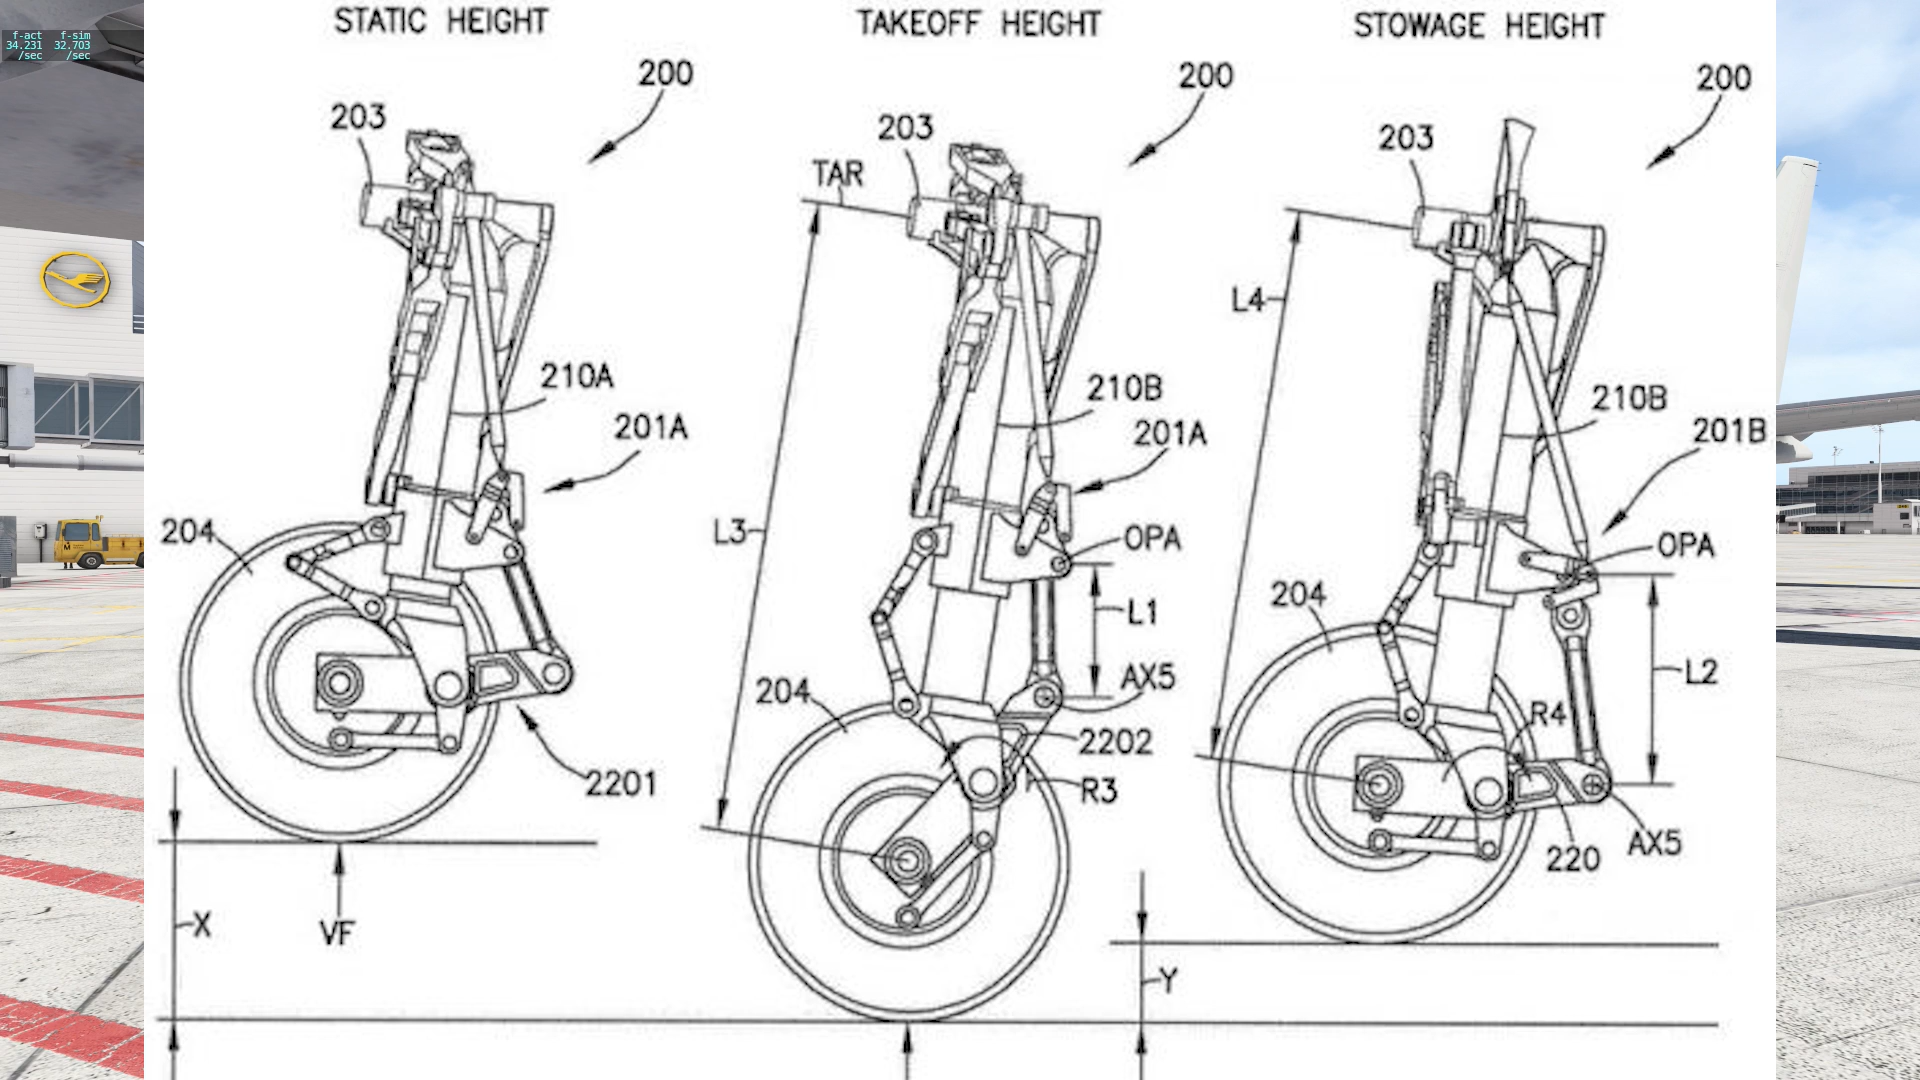 f-act f-sim
34.231 32.703
/sec /sec
STATIC HEIGHT
TAKEOFF HEIGHT
STOWAGE HEIGHT
200
200
200
203
203
203
TAR
L4
210A
210B
210B
201A
201A
201B
204
L3
OPA
OPA
L1
204
L2
AX5
204
R4
2202
2201
R3
220
AX5
X
VF
Y
M